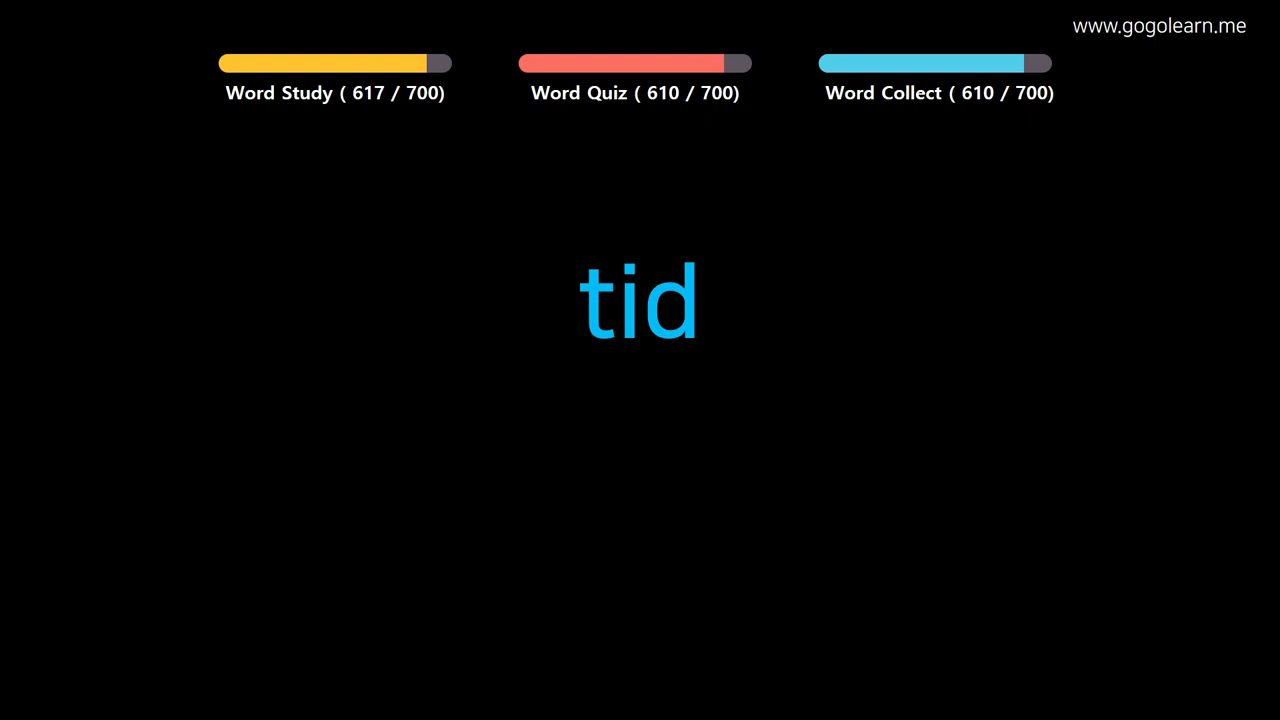 www.gogolearn.me
Word Study ( 617 / 700)
Word Quiz ( 610 / 700)
Word Collect ( 610 / 700)
tid